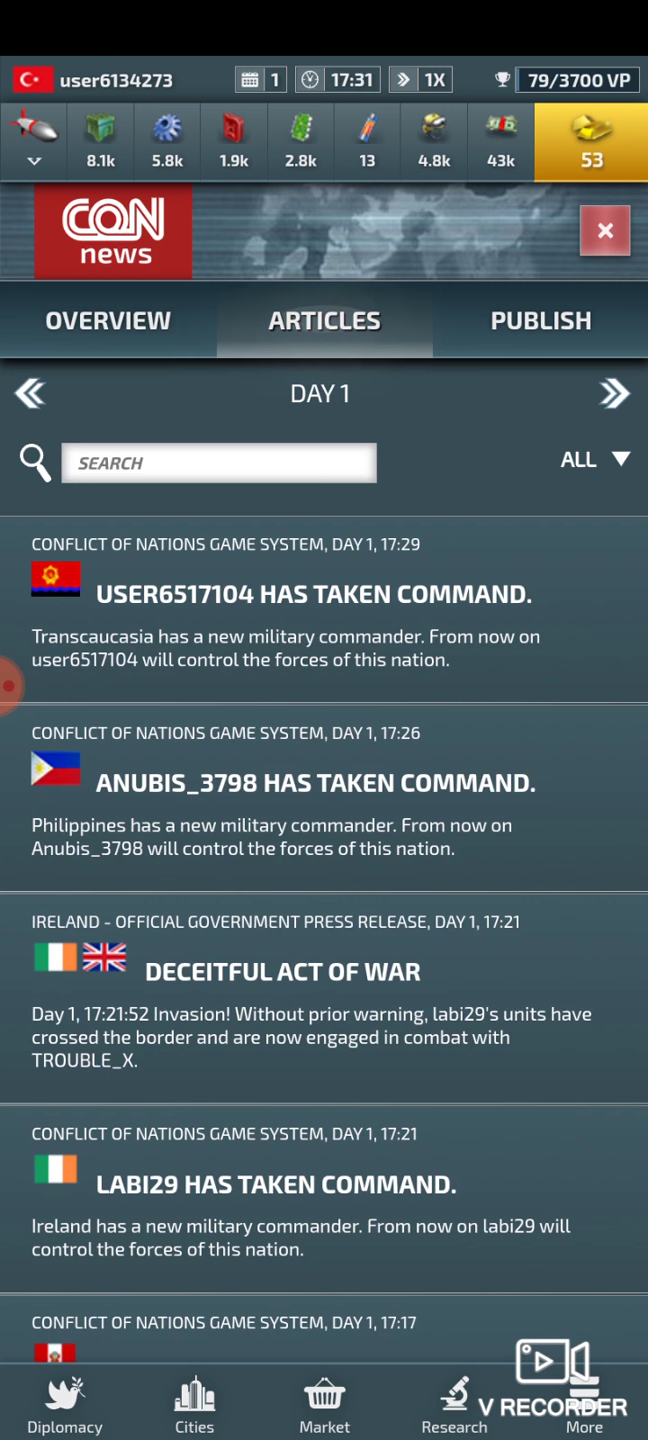 user6134273 1 17:31 1X 79/3700 VP
8.1k 5.8k 1.9k 2.8k 13 4.8k 43k 53
CON
news
OVERVIEW ARTICLES PUBLISH
DAY 1
SEARCH ALL
CONFLICT OF NATIONS GAME SYSTEM, DAY 1, 17:29
USER6517104 HAS TAKEN COMMAND.
Transcaucasia has a new military commander. From now on
user6517104 will control the forces of this nation.
CONFLICT OF NATIONS GAME SYSTEM, DAY 1, 17:26
ANUBIS_3798 HAS TAKEN COMMAND.
Philippines has a new military commander. From now on
Anubis_3798 will control the forces of this nation.
IRELAND - OFFICIAL GOVERNMENT PRESS RELEASE, DAY 1, 17:21
DECEITFUL ACT OF WAR
Day 1, 17:21:52 Invasion! Without prior warning, labi29's units have
crossed the border and are now engaged in combat with
TROUBLE_X.
CONFLICT OF NATIONS GAME SYSTEM, DAY 1, 17:21
LABI29 HAS TAKEN COMMAND.
Ireland has a new military commander. From now on labi29 will
control the forces of this nation.
CONFLICT OF NATIONS GAME SYSTEM, DAY 1, 17:17
V RECORDER
Diplomacy Cities Market Research More